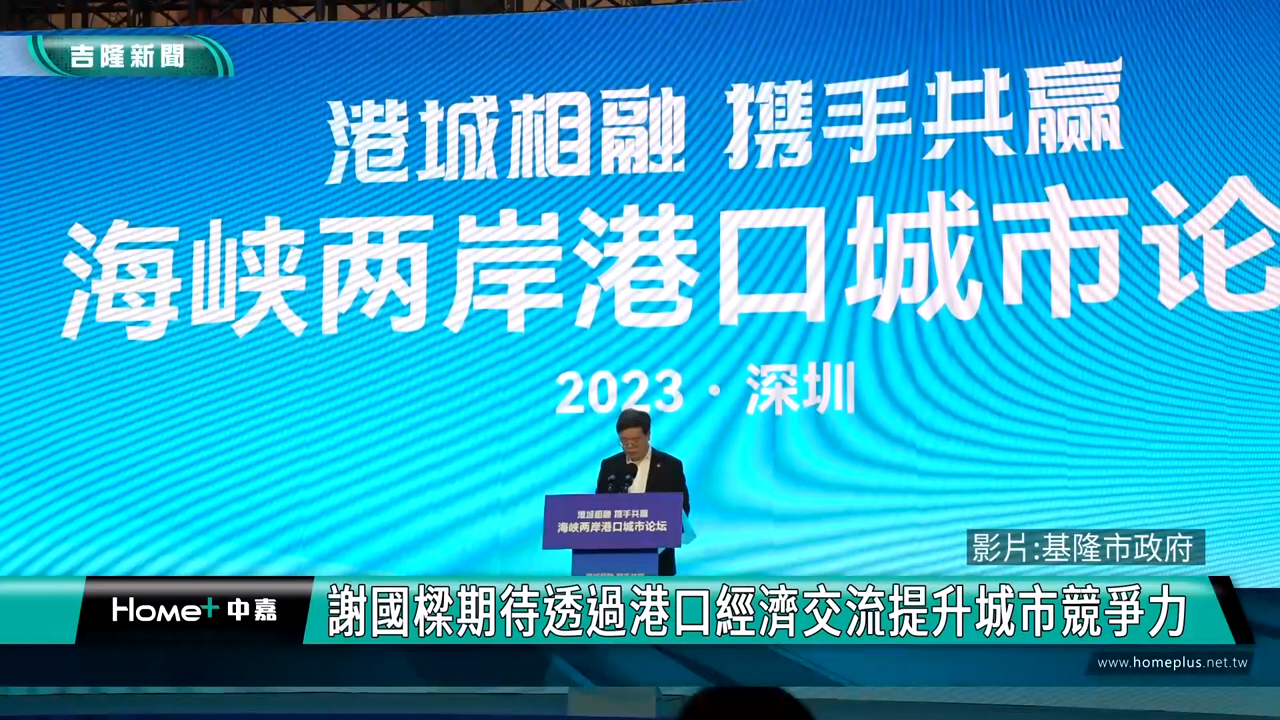 吉隆新聞
港城相融 携手共赢
海峡两岸港口城市论
2023·深圳
港城相融 携手共赢
海峡两岸港口城市论坛
影片:基隆市政府
Home+中嘉
謝國樑期待透過港口經濟交流提升城市競爭力
www.homeplus.net.tw